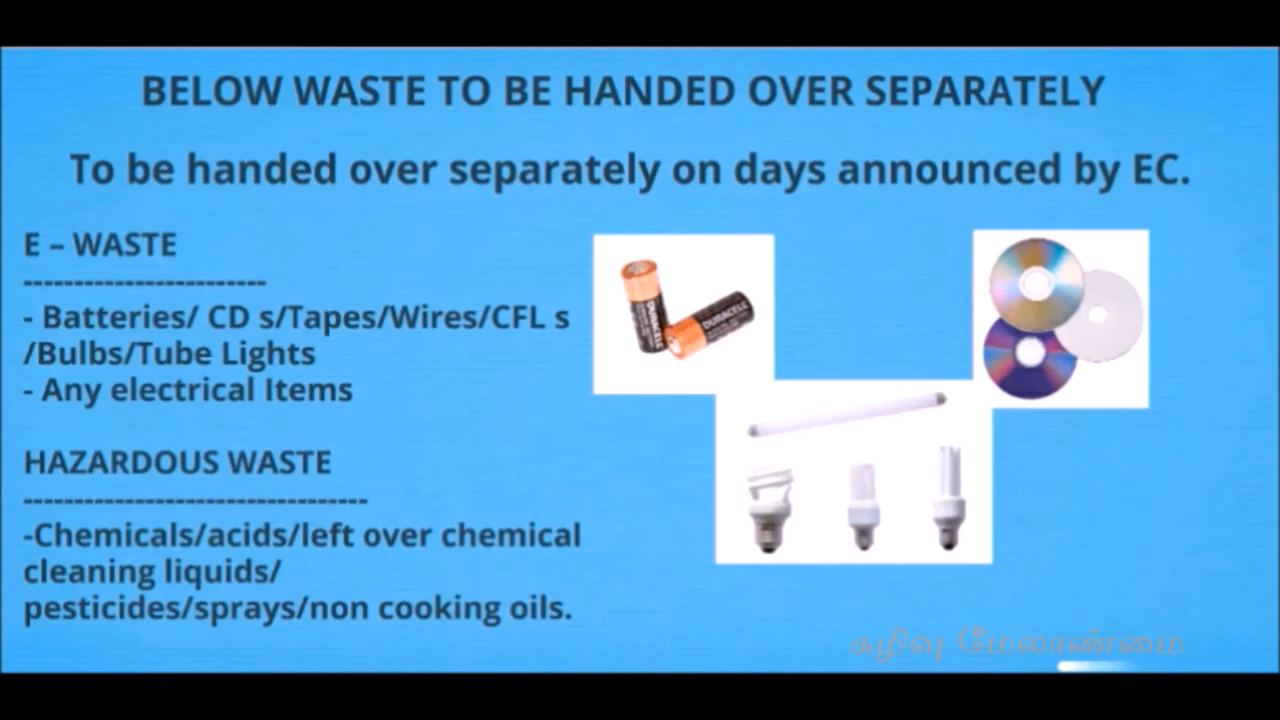 BELOW WASTE TO BE HANDED OVER SEPARATELY
To be handed over separately on days announced by EC.
E – WASTE
-----------------------
- Batteries/ CD s/Tapes/Wires/CFL s
/Bulbs/Tube Lights
- Any electrical Items
HAZARDOUS WASTE
---------------------------------
-Chemicals/acids/left over chemical
cleaning liquids/
pesticides/sprays/non cooking oils.
DURACELL
DURACELL
கழிவு மேலாண்மை